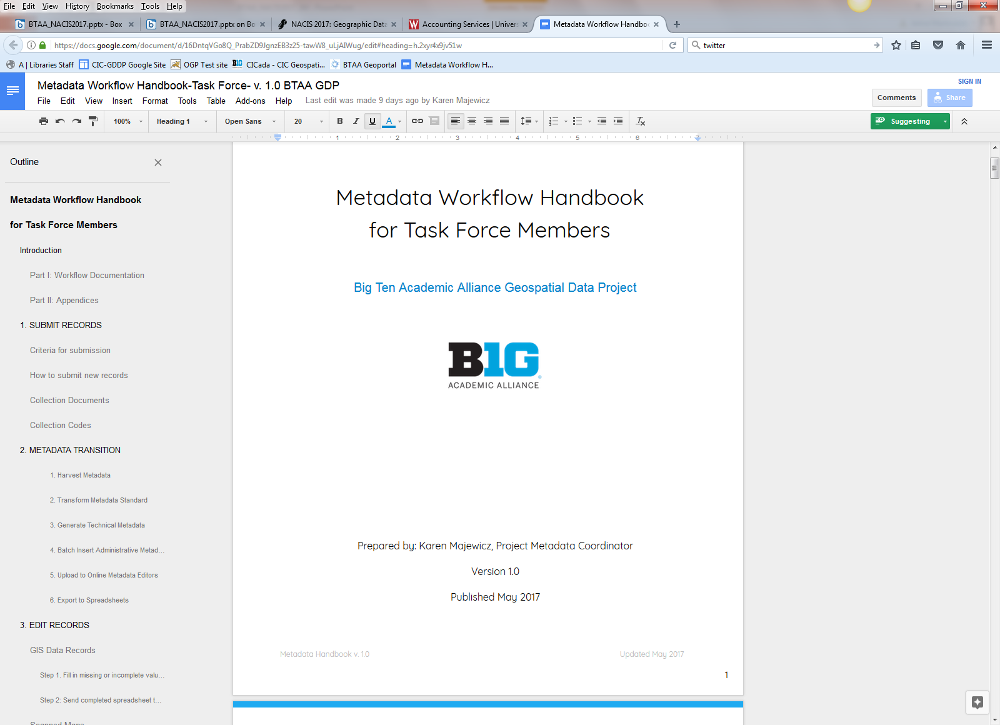 File Edit View History Bookmarks Tools Help
BTAA_NACIS2017.pptx - Box
BTAA_NACIS2017.pptx on Bo
NACIS 2017: Geographic Data
Accounting Services | Univers
Metadata Workflow Handboo
https://docs.google.com/document/d/16DntqVGo8Q_PrabZD9JgnzEB3z25-tawW8_uLjAIWug/edit#heading=h.2xyr4x9jv51w
twitter
A | Libraries Staff CIC-GDDP Google Site OGP Test site CICada - CIC Geospati... BTAA Geoportal Metadata Workflow H...
SIGN IN
Metadata Workflow Handbook-Task Force- v. 1.0 BTAA GDP
File Edit View Insert Format Tools Table Add-ons Help Last edit was made 9 days ago by Karen Majewicz
Comments Share
100% Heading 1 Open Sans 20 B I U A Suggesting
1 2 3 4 5 6 7
Outline
Metadata Workflow Handbook
for Task Force Members
Introduction
Part I: Workflow Documentation
Part II: Appendices
1. SUBMIT RECORDS
Criteria for submission
How to submit new records
Collection Documents
Collection Codes
2. METADATA TRANSITION
1. Harvest Metadata
2. Transform Metadata Standard
3. Generate Technical Metadata
4. Batch Insert Administrative Metad...
5. Upload to Online Metadata Editors
6. Export to Spreadsheets
3. EDIT RECORDS
GIS Data Records
Step 1. Fill in missing or incomplete valu...
Step 2: Send completed spreadsheet t...
Scanned Maps
Metadata Workflow Handbook
for Task Force Members
Big Ten Academic Alliance Geospatial Data Project
B1G
ACADEMIC ALLIANCE
Prepared by: Karen Majewicz, Project Metadata Coordinator
Version 1.0
Published May 2017
Metadata Handbook v. 1.0 Updated May 2017
1